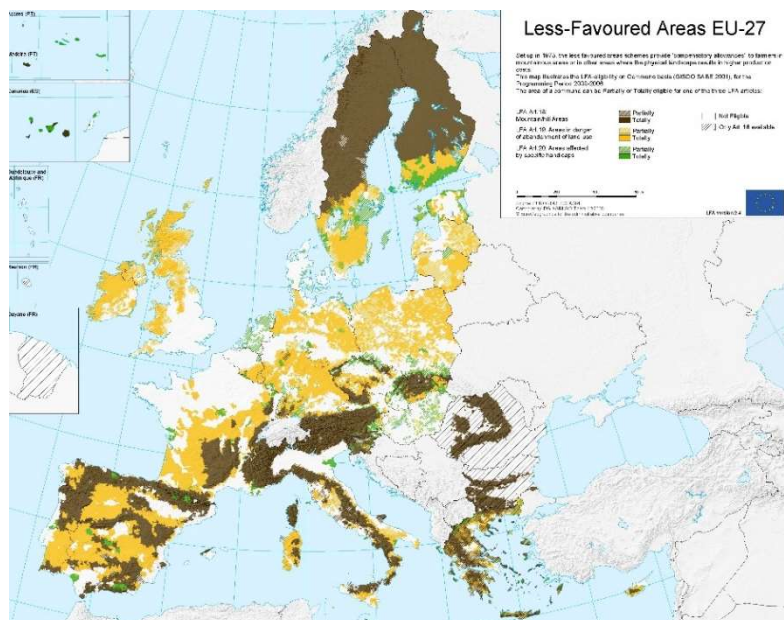 Less-Favoured Areas EU-27
Set up in 1975, the less favoured areas schemes provide "compensatory allowances" to farmers in
mountainous areas or in other areas where the physical landscape results in higher production
costs.
This map illustrates the LFA-eligibility on Commune basis (GISCO SABE 2001), for the
Programming Period 2000-2006
The area of a commune can be Partially or Totally eligible for one of the three LFA articles:
LFA Art. 18: Partially
Mountain/hill Areas Totally
Not Eligible
Only Art. 18 available
LFA Art. 19: Areas in danger Partially
of abandonment of land use Totally
LFA Art. 20: Areas affected Partially
by specific handicaps Totally
LFA version
Azores (PT)
Madeira (PT)
Canarias (ES)
Guadeloupe and
Martinique (FR)
Reunion (FR)
Guyane (FR)